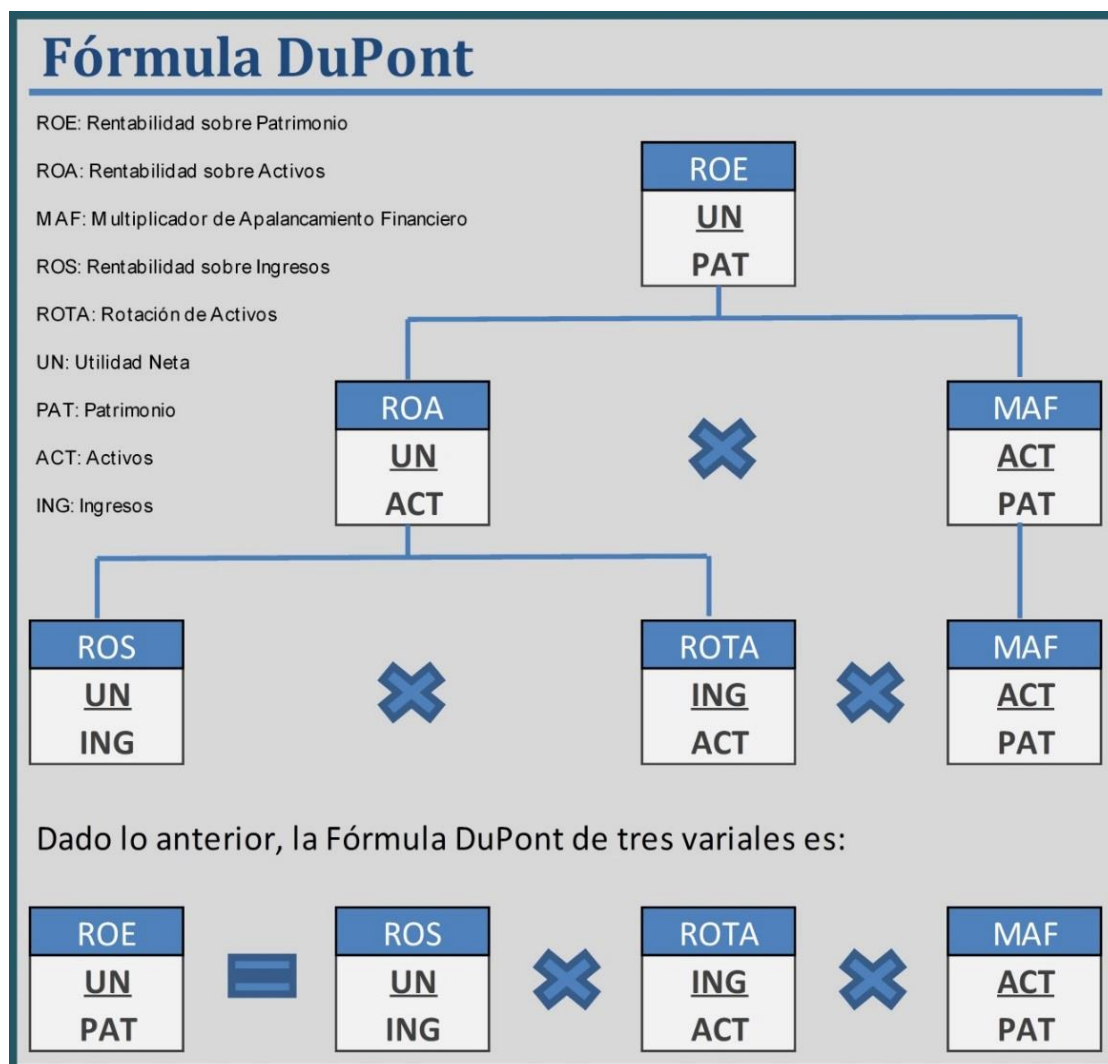 Fórmula DuPont
ROE: Rentabilidad sobre Patrimonio
ROA: Rentabilidad sobre Activos
MAF: Multiplicador de Apalancamiento Financiero
ROS: Rentabilidad sobre Ingresos
ROTA: Rotación de Activos
UN: Utilidad Neta
PAT: Patrimonio
ACT: Activos
ING: Ingresos
ROE
UN
PAT
ROA
UN
ACT
MAF
ACT
PAT
ROS
UN
ING
ROTA
ING
ACT
MAF
ACT
PAT
Dado lo anterior, la Fórmula DuPont de tres variales es:
ROE
UN
PAT
ROS
UN
ING
ROTA
ING
ACT
MAF
ACT
PAT